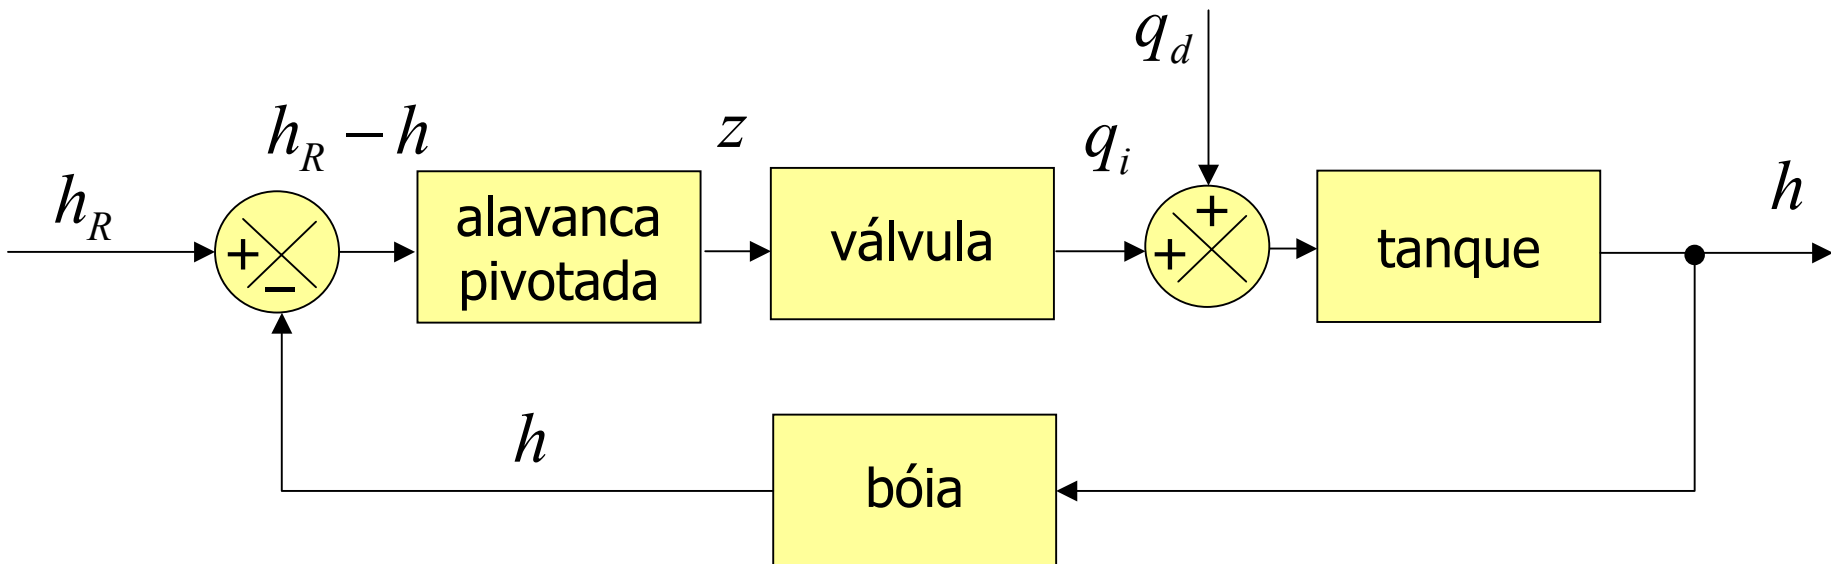 q_d
h_R − h
z
q_i
h_R
+
−
alavanca
pivotada
válvula
+
+
tanque
h
h
bóia